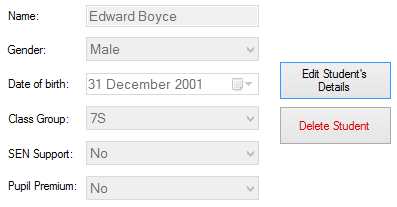 Name: Edward Boyce
Gender: Male
Date of birth: 31 December 2001
Class Group: 7S
SEN Support: No
Pupil Premium: No
Edit Student's
Details
Delete Student